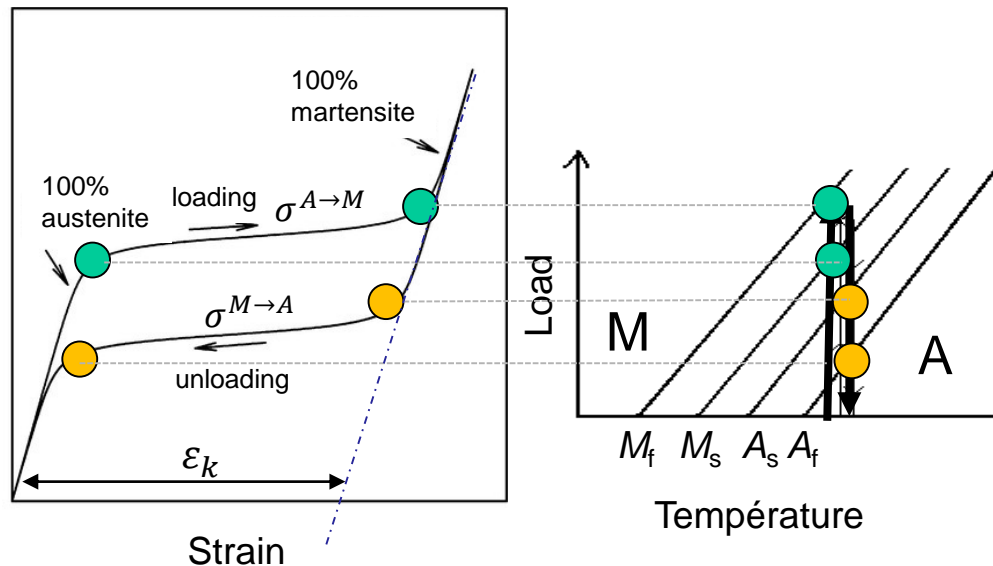 100%
martensite
100%
austenite
loading
σ^{A→M}
σ^{M→A}
unloading
ε_k
Strain
Load
M
A
M_f M_s A_s A_f
Température